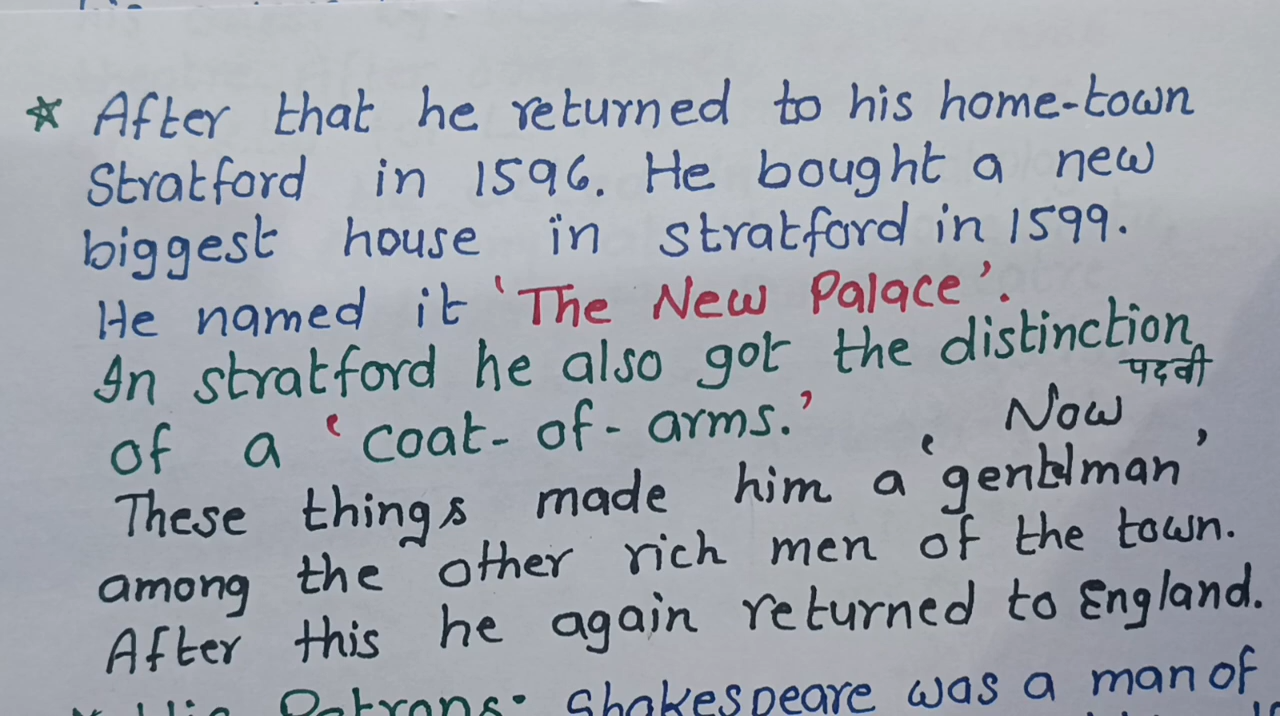 ☆ After that he returned to his home-town
Stratford in 1596. He bought a new
biggest house in stratford in 1599.
He named it 'The New Palace'.
In stratford he also got the distinction
पदवी
of a 'coat-of-arms.' Now
These things made him a 'gentelman'
among the other rich men of the town.
After this he again returned to England.
His Patrons: Shakespeare was a man of